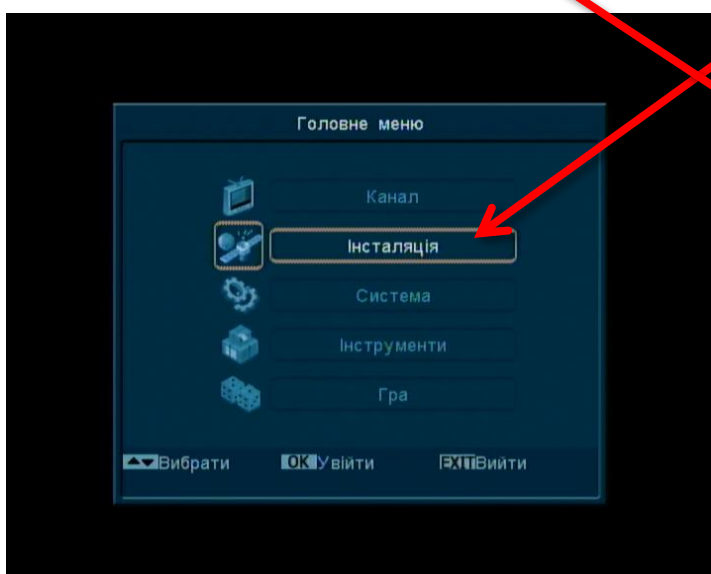 Головне меню
Канал
Інсталяція
Система
Інструменти
Гра
Вибрати OK Увійти EXIT Вийти